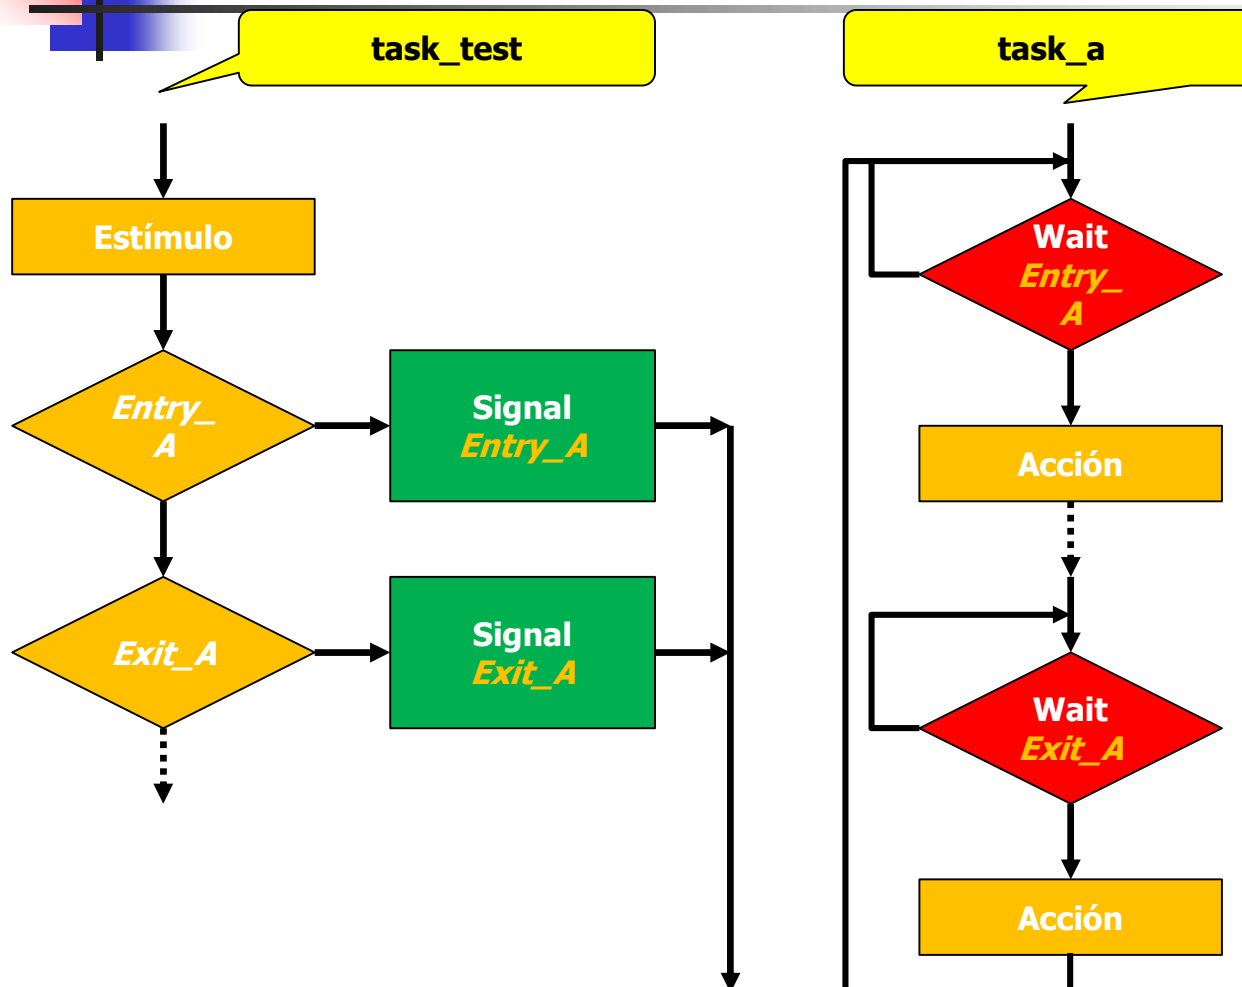 task_test
task_a
Estímulo
Entry_
A
Signal
Entry_A
Exit_A
Signal
Exit_A
Wait
Entry_
A
Acción
Wait
Exit_A
Acción